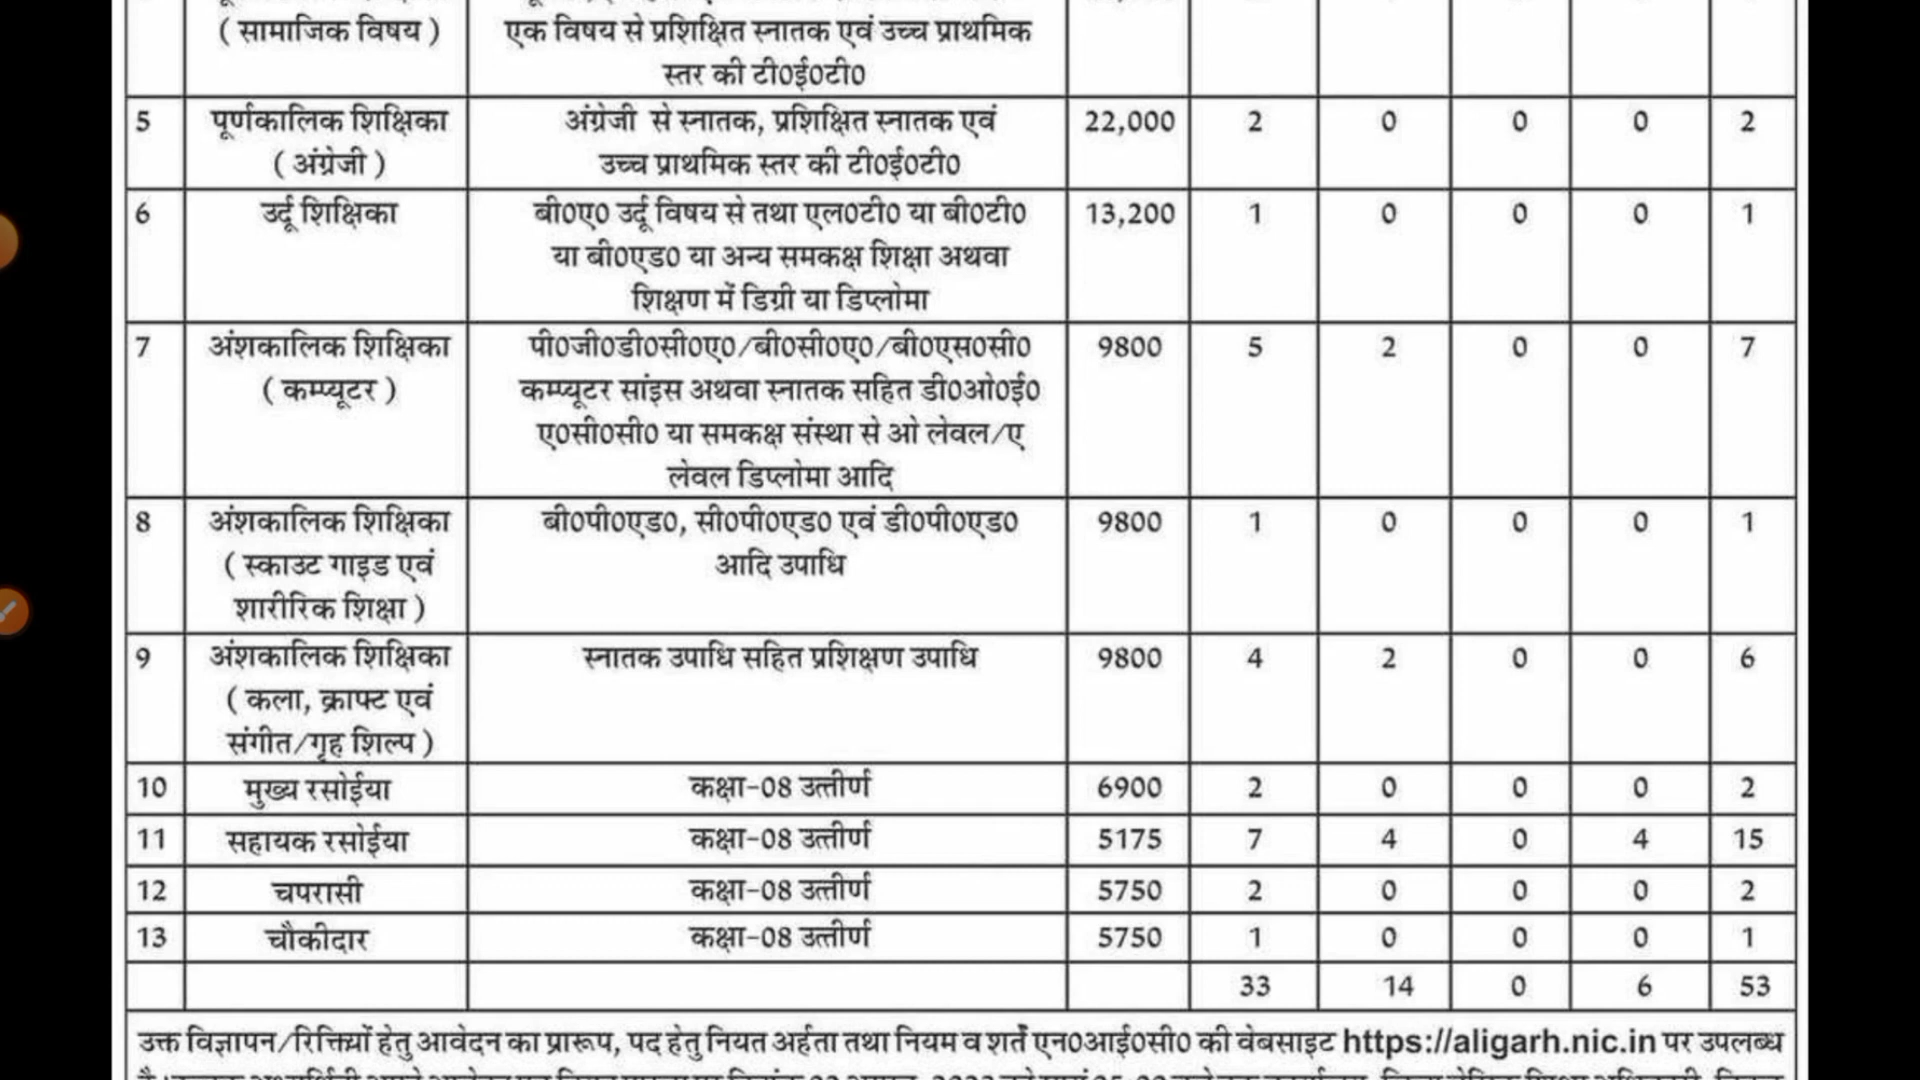 ( सामाजिक विषय ) एक विषय से प्रशिक्षित स्नातक एवं उच्च प्राथमिक
स्तर की टी0ई0टी0
5 पूर्णकालिक शिक्षिका अंग्रेजी से स्नातक, प्रशिक्षित स्नातक एवं 22,000 2 0 0 0 2
( अंग्रेजी ) उच्च प्राथमिक स्तर की टी0ई0टी0
6 उर्दू शिक्षिका बी0ए0 उर्दू विषय से तथा एल0टी0 या बी0टी0 13,200 1 0 0 0 1
या बी0एड0 या अन्य समकक्ष शिक्षा अथवा
शिक्षण में डिग्री या डिप्लोमा
7 अंशकालिक शिक्षिका पी0जी0डी0सी0ए0/बी0सी0ए0/बी0एस0सी0 9800 5 2 0 0 7
( कम्प्यूटर ) कम्प्यूटर सांइस अथवा स्नातक सहित डी0ओ0ई0
ए0सी0सी0 या समकक्ष संस्था से ओ लेवल/ए
लेवल डिप्लोमा आदि
8 अंशकालिक शिक्षिका बी0पी0एड0, सी0पी0एड0 एवं डी0पी0एड0 9800 1 0 0 0 1
( स्काउट गाइड एवं आदि उपाधि
शारीरिक शिक्षा )
9 अंशकालिक शिक्षिका स्नातक उपाधि सहित प्रशिक्षण उपाधि 9800 4 2 0 0 6
( कला, क्राफ्ट एवं
संगीत/गृह शिल्प )
10 मुख्य रसोईया कक्षा-08 उत्तीर्ण 6900 2 0 0 0 2
11 सहायक रसोईया कक्षा-08 उत्तीर्ण 5175 7 4 0 4 15
12 चपरासी कक्षा-08 उत्तीर्ण 5750 2 0 0 0 2
13 चौकीदार कक्षा-08 उत्तीर्ण 5750 1 0 0 0 1
33 14 0 6 53
उक्त विज्ञापन/रिक्तियों हेतु आवेदन का प्रारूप, पद हेतु नियत अर्हता तथा नियम व शर्तें एन0आई0सी0 की वेबसाइट https://aligarh.nic.in पर उपलब्ध